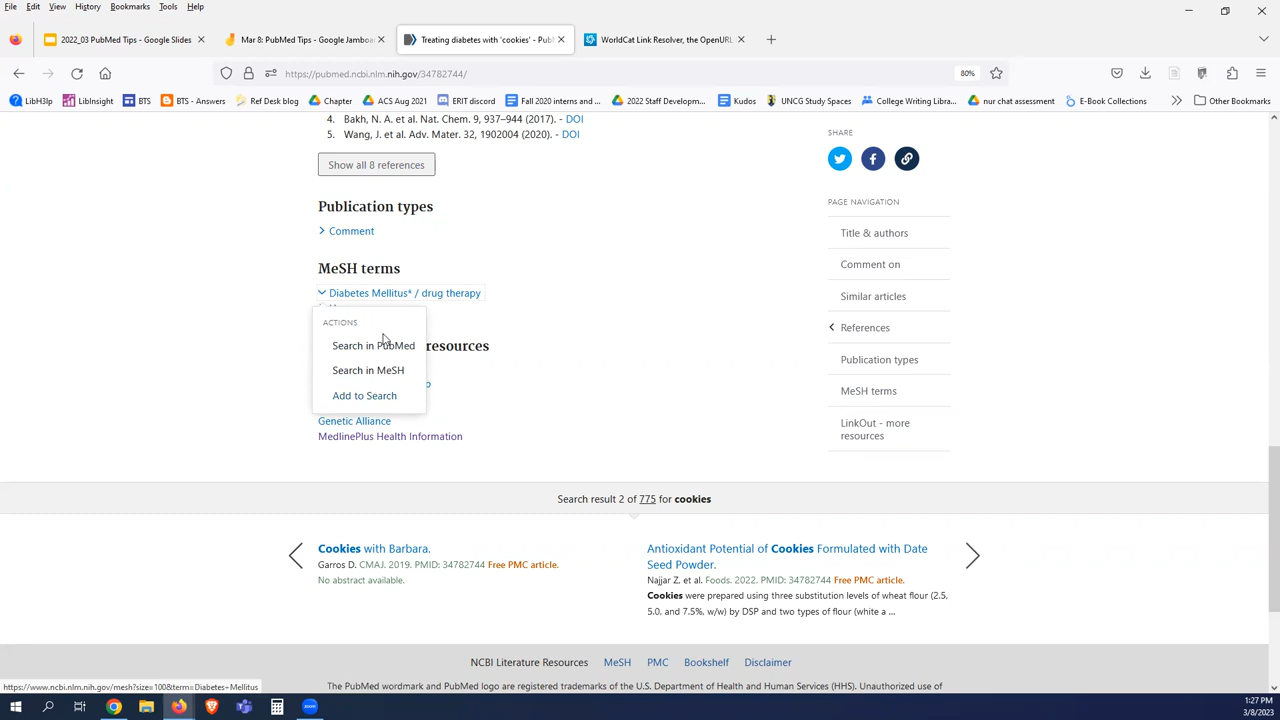 File Edit View History Bookmarks Tools Help
2022_03 PubMed Tips - Google Slides
Mar 8: PubMed Tips - Google Jamboa
Treating diabetes with 'cookies' - Pub
WorldCat Link Resolver, the OpenURL
https://pubmed.ncbi.nlm.nih.gov/34782744/
80%
LibH3lp LibInsight BTS BTS - Answers Ref Desk blog Chapter ACS Aug 2021 ERIT discord Fall 2020 interns and ... 2022 Staff Developm... Kudos UNCG Study Spaces College Writing Libra... nur chat assessment E-Book Collections Other Bookmarks
4. Bakh, N. A. et al. Nat. Chem. 9, 937–944 (2017). - DOI
5. Wang, J. et al. Adv. Mater. 32, 1902004 (2020). - DOI
Show all 8 references
Publication types
Comment
MeSH terms
Diabetes Mellitus* / drug therapy
ACTIONS
Search in PubMed
Search in MeSH
Add to Search
resources
Genetic Alliance
MedlinePlus Health Information
SHARE
PAGE NAVIGATION
Title & authors
Comment on
Similar articles
References
Publication types
MeSH terms
LinkOut - more
resources
Search result 2 of 775 for cookies
Cookies with Barbara.
Garros D. CMAJ. 2019. PMID: 34782744 Free PMC article.
No abstract available.
Antioxidant Potential of Cookies Formulated with Date
Seed Powder.
Najjar Z, et al. Foods. 2022. PMID: 34782744 Free PMC article.
Cookies were prepared using three substitution levels of wheat flour (2.5,
5.0, and 7.5%, w/w) by DSP and two types of flour (white a ...
NCBI Literature Resources MeSH PMC Bookshelf Disclaimer
The PubMed wordmark and PubMed logo are registered trademarks of the U.S. Department of Health and Human Services (HHS). Unauthorized use of
https://www.ncbi.nlm.nih.gov/mesh?size=100&term=Diabetes+Mellitus
zoom
1:27 PM
3/8/2023